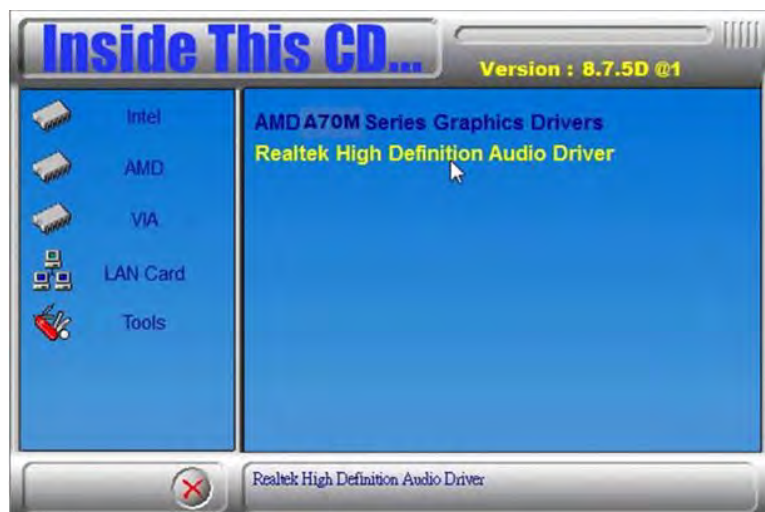 Inside This CD...
Version : 8.7.5D @1
Intel
AMD
VIA
LAN Card
Tools
AMD A70M Series Graphics Drivers
Realtek High Definition Audio Driver
Realtek High Definition Audio Driver